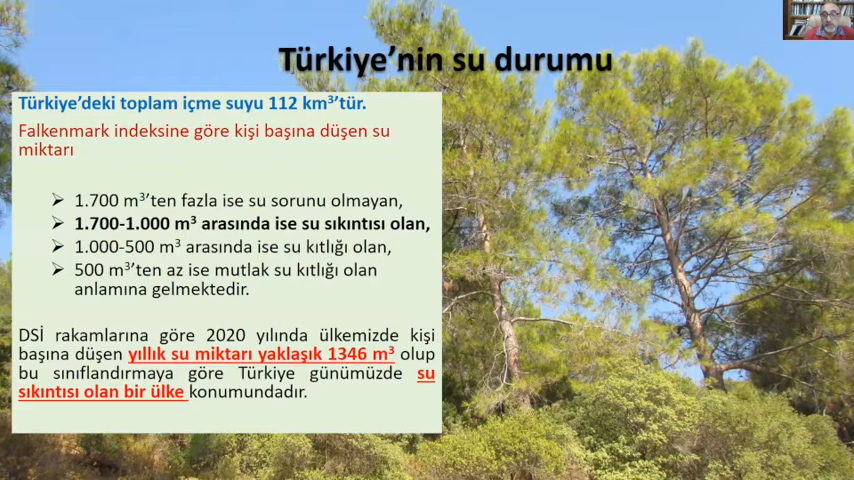 Türkiye’nin su durumu
Türkiye’deki toplam içme suyu 112 km³’tür.
Falkenmark indeksine göre kişi başına düşen su
miktarı
➢ 1.700 m³’ten fazla ise su sorunu olmayan,
➢ 1.700-1.000 m³ arasında ise su sıkıntısı olan,
➢ 1.000-500 m³ arasında ise su kıtlığı olan,
➢ 500 m³’ten az ise mutlak su kıtlığı olan
anlamına gelmektedir.
DSİ rakamlarına göre 2020 yılında ülkemizde kişi
başına düşen yıllık su miktarı yaklaşık 1346 m³ olup
bu sınıflandırmaya göre Türkiye günümüzde su
sıkıntısı olan bir ülke konumundadır.